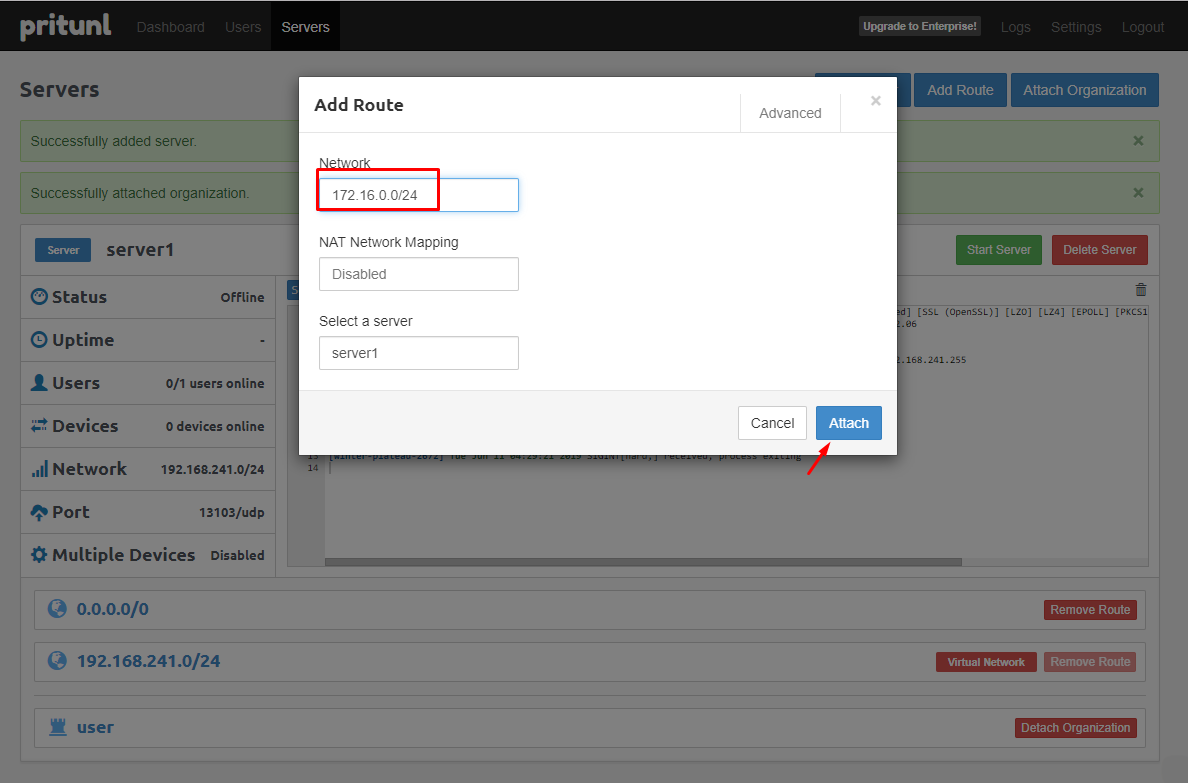 pritunl Dashboard Users Servers Upgrade to Enterprise! Logs Settings Logout
Servers
Add Route Attach Organization
Add Route
Advanced
×
Successfully added server.
×
Network
172.16.0.0/24
Successfully attached organization.
×
NAT Network Mapping
Disabled
Select a server
server1
Cancel Attach
Server server1 Start Server Delete Server
Status Offline
Uptime -
Users 0/1 users online
Devices 0 devices online
Network 192.168.241.0/24
Port 13103/udp
Multiple Devices Disabled
[SSL (OpenSSL)] [LZO] [LZ4] [EPOLL] [PKCS1
2.06
2.168.241.255
13 [winter-plateau-2672] Tue Jun 11 04:29:21 2019 SIGINT[hard,] received, process exiting
14
0.0.0.0/0 Remove Route
192.168.241.0/24 Virtual Network Remove Route
user Detach Organization